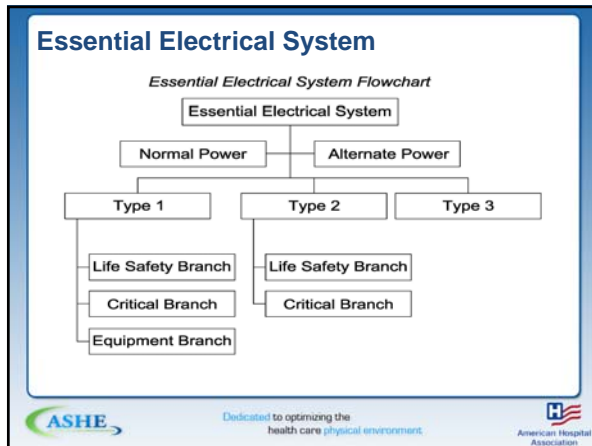 Essential Electrical System
Essential Electrical System Flowchart
Essential Electrical System
Normal Power
Alternate Power
Type 1
Type 2
Type 3
Life Safety Branch
Life Safety Branch
Critical Branch
Critical Branch
Equipment Branch
ASHE
Dedicated to optimizing the
health care physical environment
H
American Hospital
Association